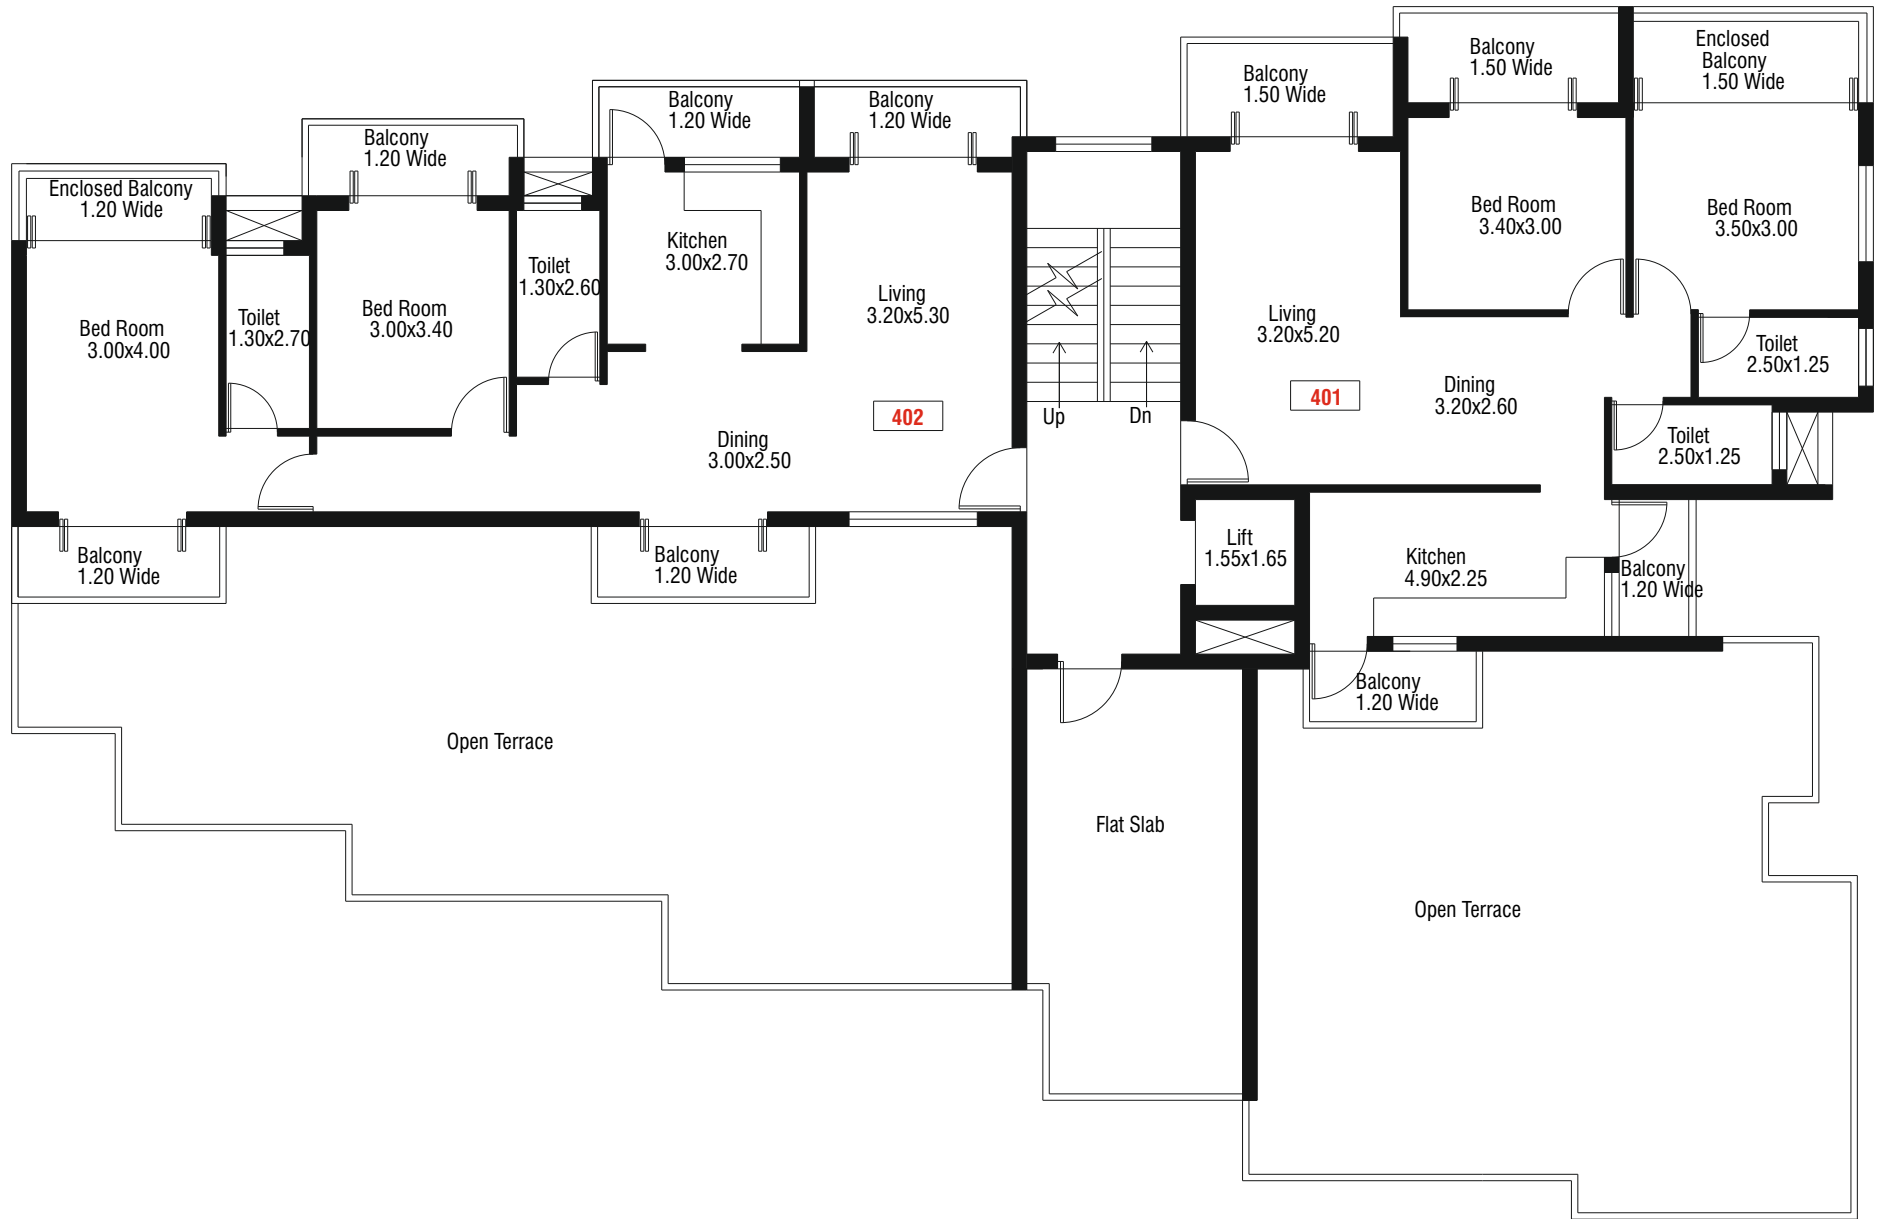 Enclosed Balcony
1.20 Wide
Balcony
1.20 Wide
Balcony
1.20 Wide
Balcony
1.20 Wide
Balcony
1.50 Wide
Balcony
1.50 Wide
Enclosed
Balcony
1.50 Wide
Bed Room
3.00x4.00
Toilet
1.30x2.70
Bed Room
3.00x3.40
Toilet
1.30x2.60
Kitchen
3.00x2.70
Living
3.20x5.30
402
Dining
3.00x2.50
Up
Dn
Living
3.20x5.20
401
Bed Room
3.40x3.00
Bed Room
3.50x3.00
Dining
3.20x2.60
Toilet
2.50x1.25
Toilet
2.50x1.25
Lift
1.55x1.65
Kitchen
4.90x2.25
Balcony
1.20 Wide
Balcony
1.20 Wide
Balcony
1.20 Wide
Balcony
1.20 Wide
Open Terrace
Flat Slab
Open Terrace